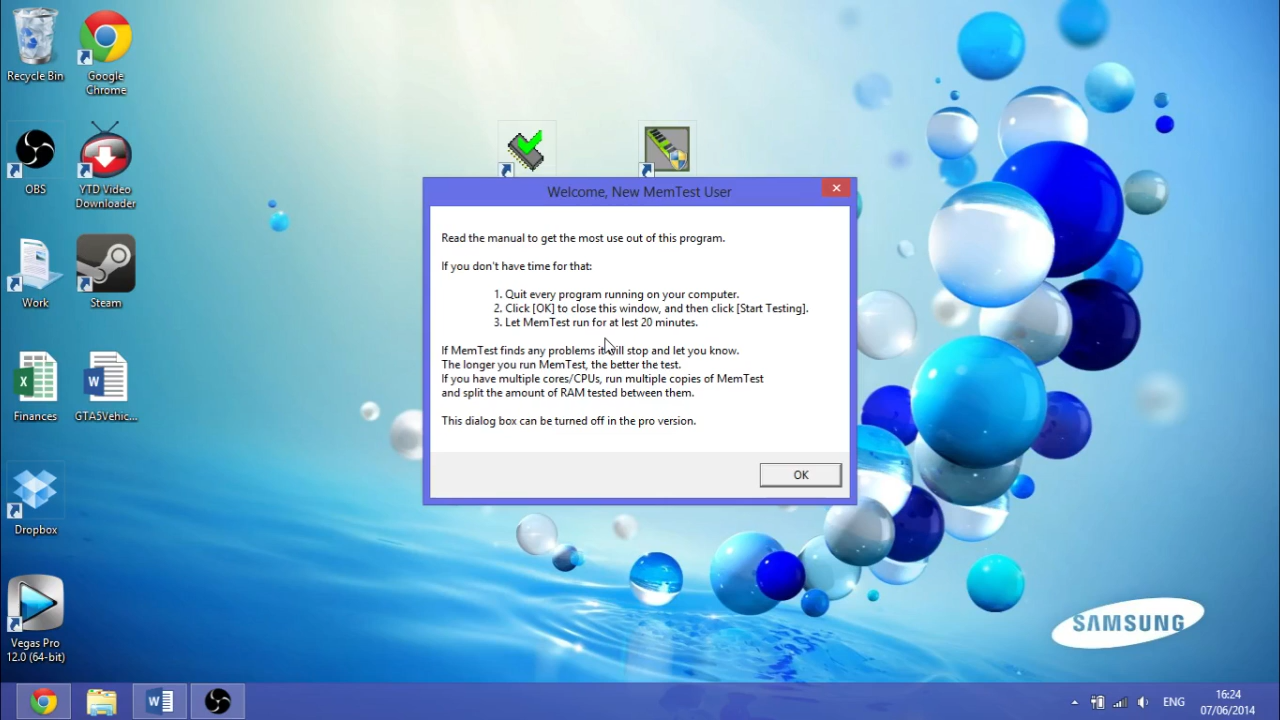 Recycle Bin
Google
Chrome
OBS
YTD Video
Downloader
Work
Steam
Finances
GTA5Vehic...
Dropbox
Vegas Pro
12.0 (64-bit)
Welcome, New MemTest User
Read the manual to get the most use out of this program.
If you don't have time for that:
1. Quit every program running on your computer.
2. Click [OK] to close this window, and then click [Start Testing].
3. Let MemTest run for at lest 20 minutes.
If MemTest finds any problems it will stop and let you know.
The longer you run MemTest, the better the test.
If you have multiple cores/CPUs, run multiple copies of MemTest
and split the amount of RAM tested between them.
This dialog box can be turned off in the pro version.
OK
SAMSUNG
ENG
16:24
07/06/2014